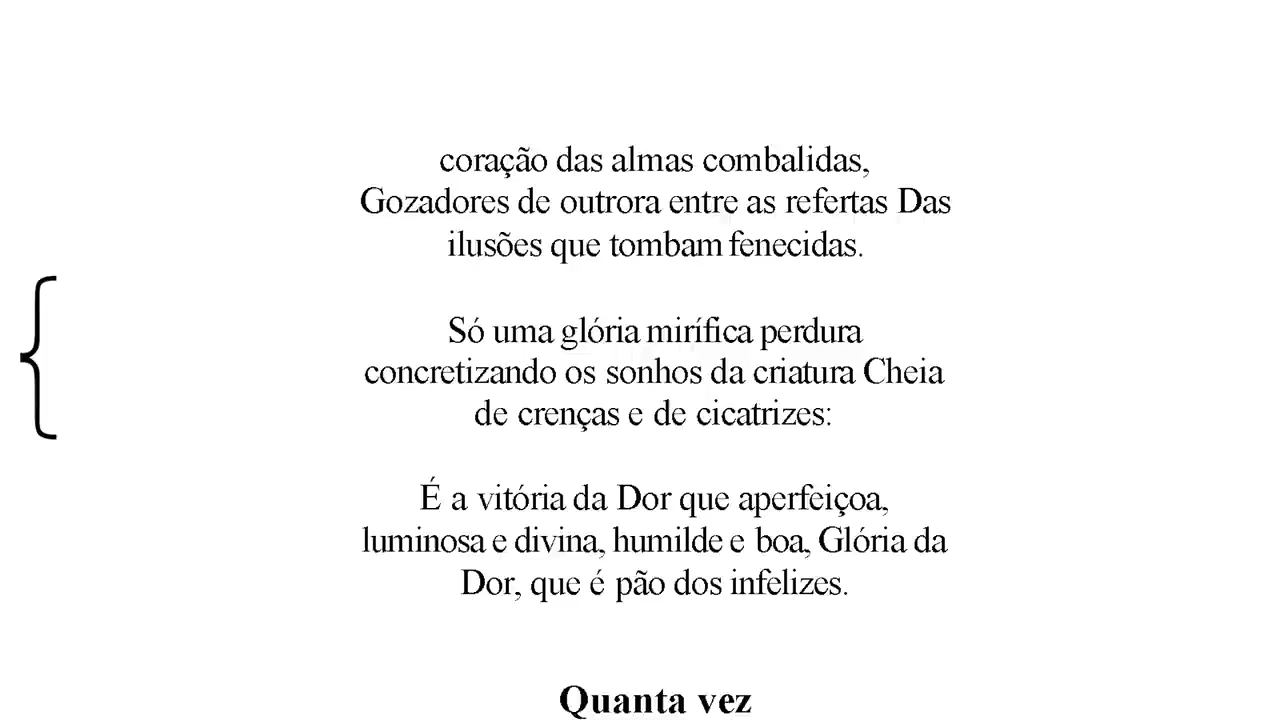 coração das almas combalidas,
Gozadores de outrora entre as refertas Das
ilusões que tombam fenecidas.
Só uma glória mirífica perdura
concretizando os sonhos da criatura Cheia
de crenças e de cicatrizes:
É a vitória da Dor que aperfeiçoa,
luminosa e divina, humilde e boa, Glória da
Dor, que é pão dos infelizes.
Quanta vez